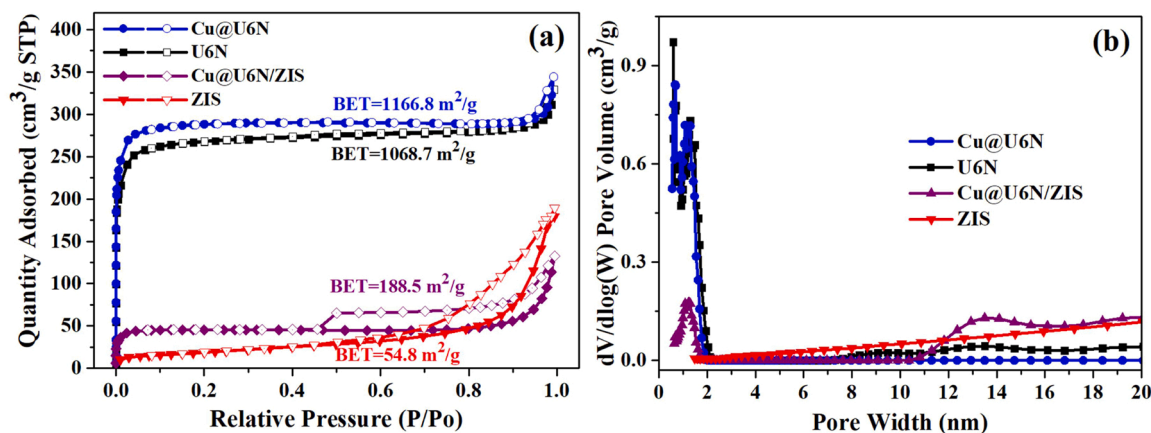 (a)
Cu@U6N
U6N
Cu@U6N/ZIS
ZIS
BET=1166.8 m²/g
BET=1068.7 m²/g
BET=188.5 m²/g
BET=54.8 m²/g
Quantity Adsorbed (cm³/g STP)
400
350
300
250
200
150
100
50
0
0.0 0.2 0.4 0.6 0.8 1.0
Relative Pressure (P/Po)
(b)
Cu@U6N
U6N
Cu@U6N/ZIS
ZIS
dV/dlog(W) Pore Volume (cm³/g)
0.9
0.6
0.3
0.0
0 2 4 6 8 10 12 14 16 18 20
Pore Width (nm)